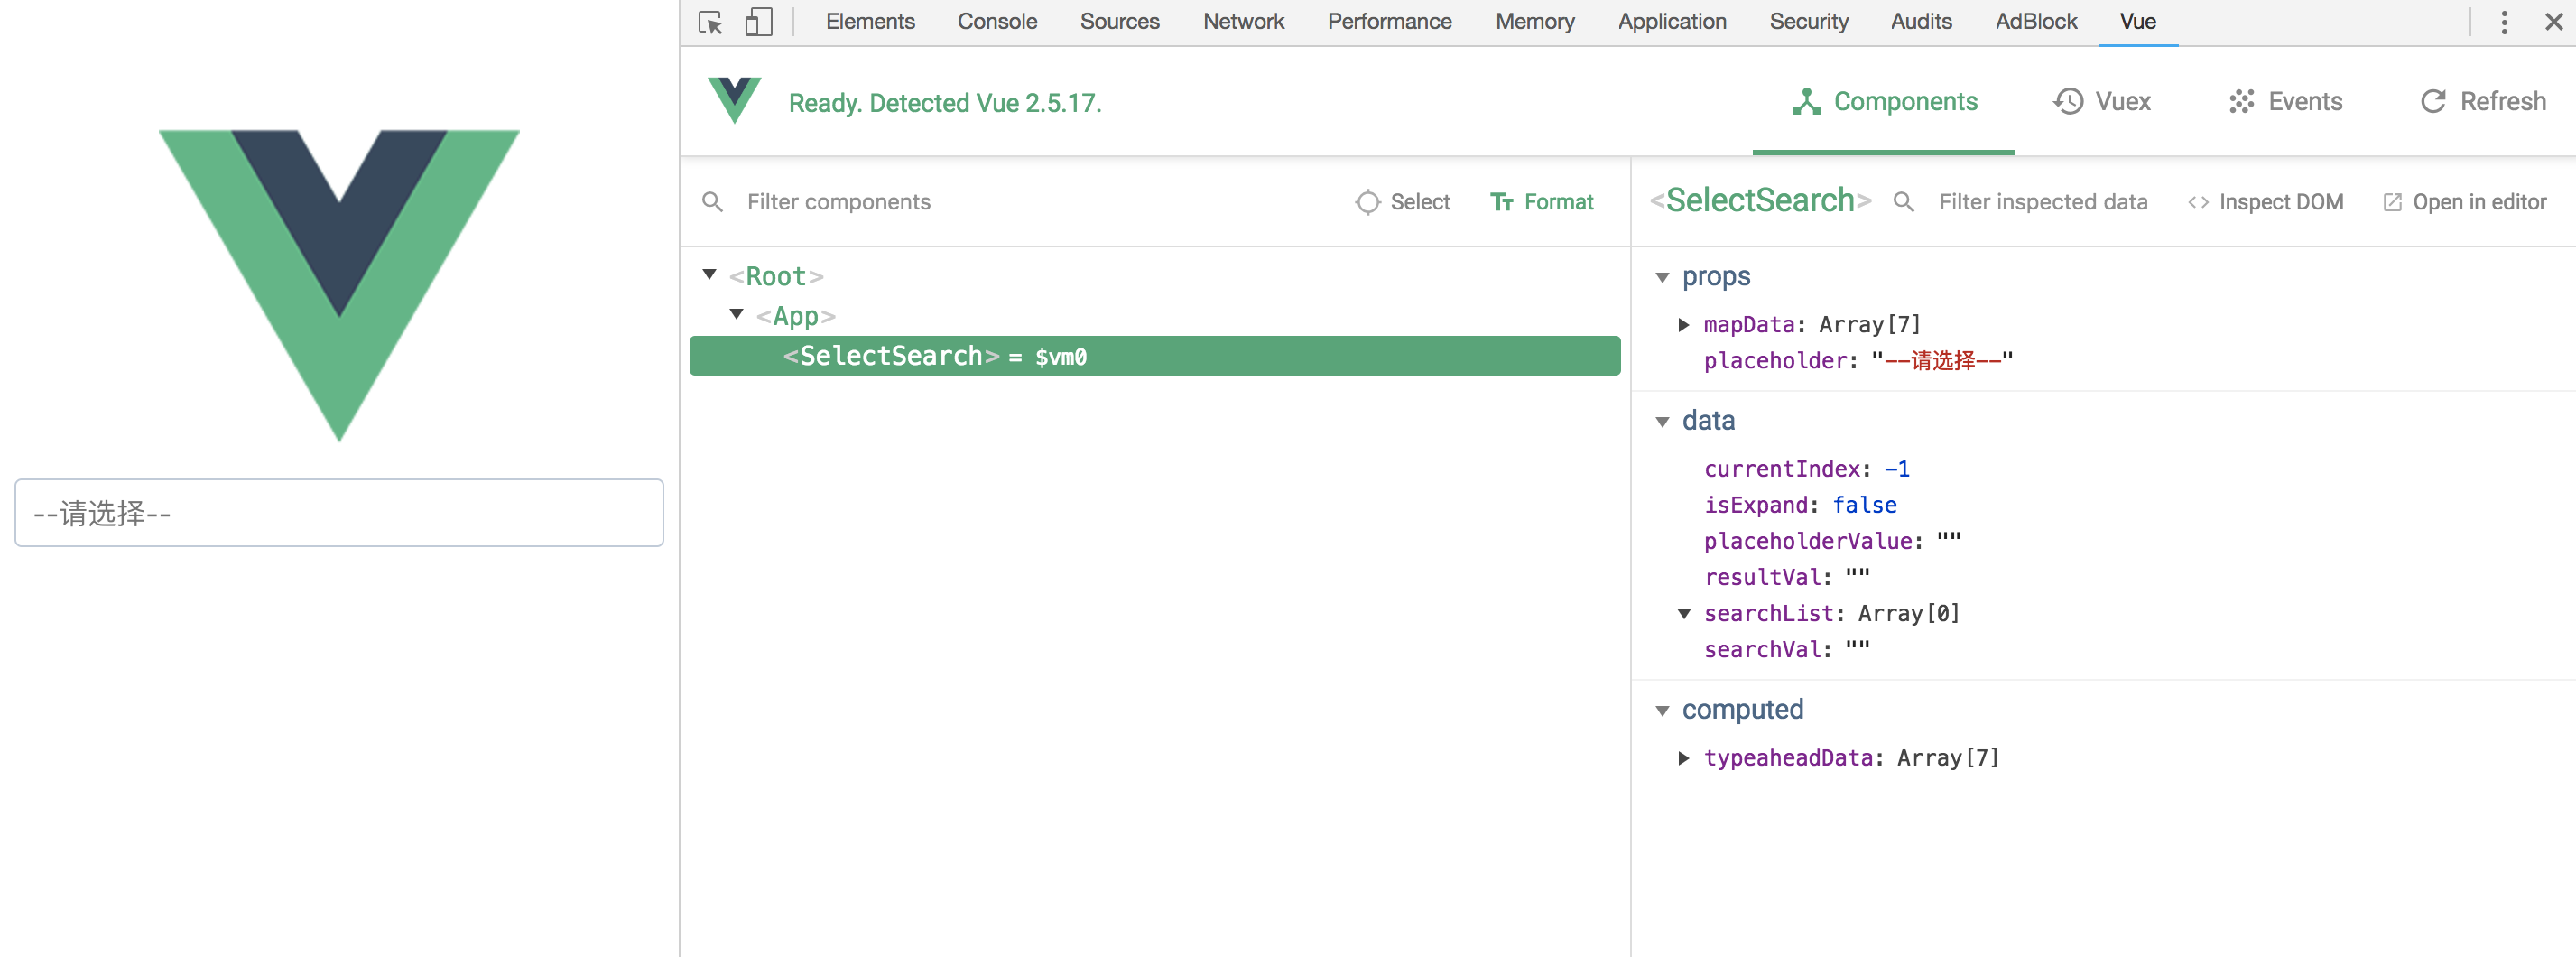 --请选择--
Elements Console Sources Network Performance Memory Application Security Audits AdBlock Vue
Ready. Detected Vue 2.5.17.
Components Vuex Events Refresh
Filter components Select Format
<SelectSearch> Filter inspected data Inspect DOM Open in editor
<Root>
<App>
<SelectSearch> = $vm0
props
mapData: Array[7]
placeholder: "--请选择--"
data
currentIndex: -1
isExpand: false
placeholderValue: ""
resultVal: ""
searchList: Array[0]
searchVal: ""
computed
typeaheadData: Array[7]